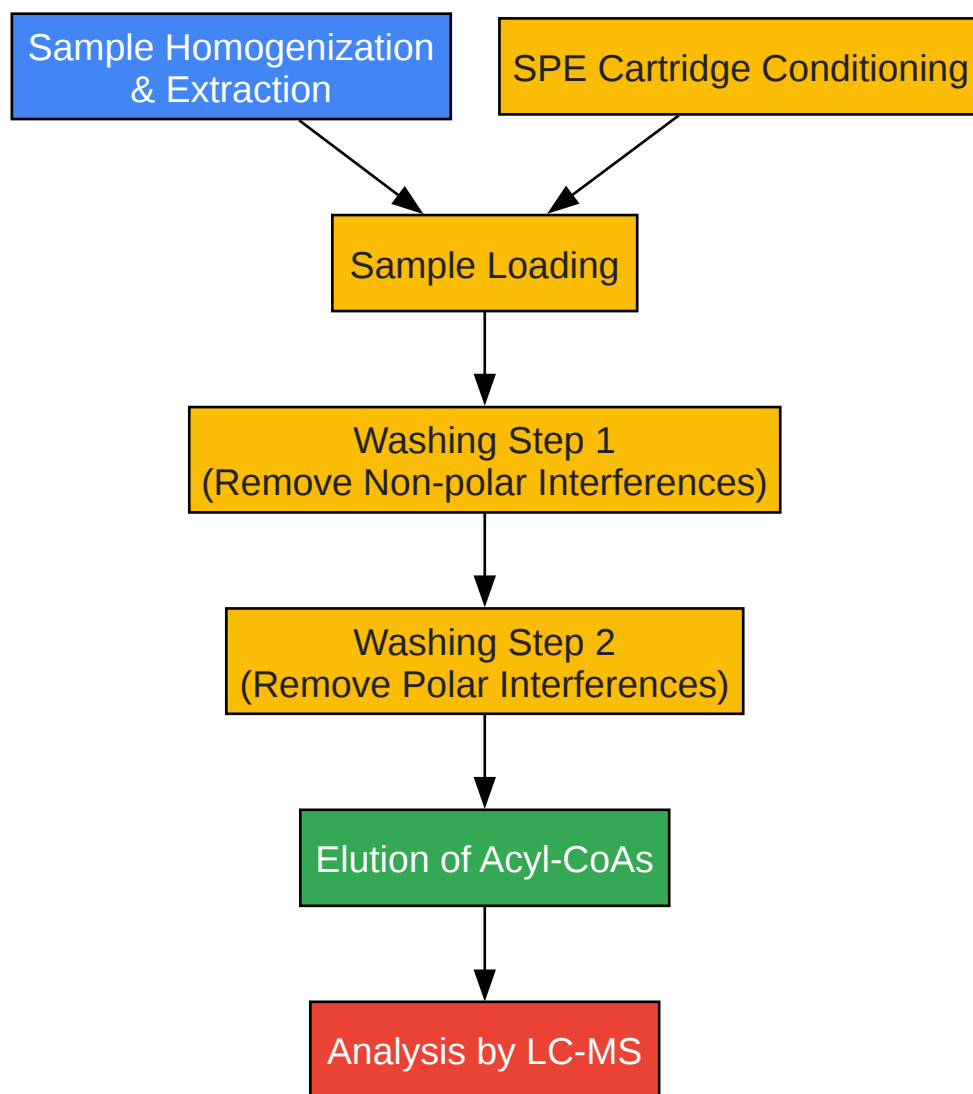 Sample Homogenization
& Extraction
SPE Cartridge Conditioning
Sample Loading
Washing Step 1
(Remove Non-polar Interferences)
Washing Step 2
(Remove Polar Interferences)
Elution of Acyl-CoAs
Analysis by LC-MS